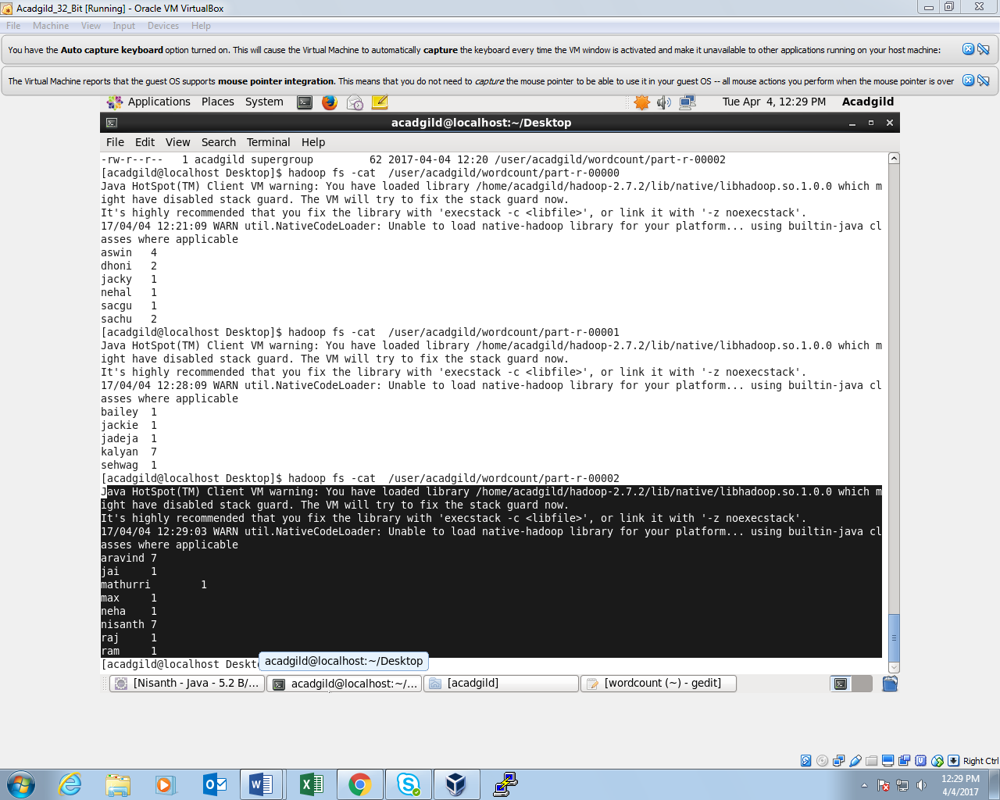 Acadgild_32_Bit [Running] - Oracle VM VirtualBox
File Machine View Input Devices Help
You have the Auto capture keyboard option turned on. This will cause the Virtual Machine to automatically capture the keyboard every time the VM window is activated and make it unavailable to other applications running on your host machine:
The Virtual Machine reports that the guest OS supports mouse pointer integration. This means that you do not need to capture the mouse pointer to be able to use it in your guest OS -- all mouse actions you perform when the mouse pointer is over
Applications Places System Tue Apr 4, 12:29 PM Acadgild
acadgild@localhost:~/Desktop
File Edit View Search Terminal Help
-rw-r--r-- 1 acadgild supergroup 62 2017-04-04 12:20 /user/acadgild/wordcount/part-r-00002
[acadgild@localhost Desktop]$ hadoop fs -cat /user/acadgild/wordcount/part-r-00000
Java HotSpot(TM) Client VM warning: You have loaded library /home/acadgild/hadoop-2.7.2/lib/native/libhadoop.so.1.0.0 which m
ight have disabled stack guard. The VM will try to fix the stack guard now.
It's highly recommended that you fix the library with 'execstack -c <libfile>', or link it with '-z noexecstack'.
17/04/04 12:21:09 WARN util.NativeCodeLoader: Unable to load native-hadoop library for your platform... using builtin-java cl
asses where applicable
aswin 4
dhoni 2
jacky 1
nehal 1
sacgu 1
sachu 2
[acadgild@localhost Desktop]$ hadoop fs -cat /user/acadgild/wordcount/part-r-00001
Java HotSpot(TM) Client VM warning: You have loaded library /home/acadgild/hadoop-2.7.2/lib/native/libhadoop.so.1.0.0 which m
ight have disabled stack guard. The VM will try to fix the stack guard now.
It's highly recommended that you fix the library with 'execstack -c <libfile>', or link it with '-z noexecstack'.
17/04/04 12:28:09 WARN util.NativeCodeLoader: Unable to load native-hadoop library for your platform... using builtin-java cl
asses where applicable
bailey 1
jackie 1
jadeja 1
kalyan 7
sehwag 1
[acadgild@localhost Desktop]$ hadoop fs -cat /user/acadgild/wordcount/part-r-00002
Java HotSpot(TM) Client VM warning: You have loaded library /home/acadgild/hadoop-2.7.2/lib/native/libhadoop.so.1.0.0 which m
ight have disabled stack guard. The VM will try to fix the stack guard now.
It's highly recommended that you fix the library with 'execstack -c <libfile>', or link it with '-z noexecstack'.
17/04/04 12:29:03 WARN util.NativeCodeLoader: Unable to load native-hadoop library for your platform... using builtin-java cl
asses where applicable
aravind 7
jai 1
mathurri 1
max 1
neha 1
nisanth 7
raj 1
ram 1
[acadgild@localhost Deskt
acadgild@localhost:~/Desktop
[Nisanth - Java - 5.2 B/... acadgild@localhost:~/... [acadgild] [wordcount (~) - gedit]
Right Ctrl
12:29 PM
4/4/2017